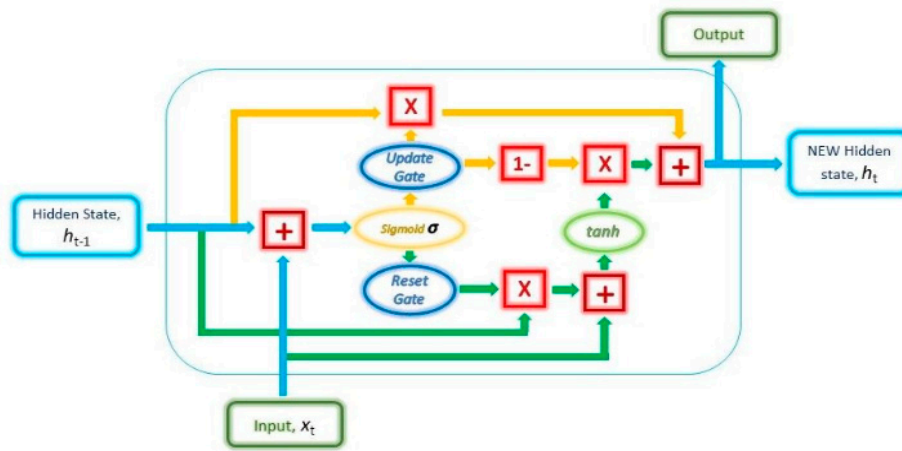 Output
X
Update
Gate
1-
X
+
NEW Hidden
state, hₜ
Hidden State,
hₜ₋₁
+
Sigmoid σ
tanh
Reset
Gate
X
+
Input, xₜ